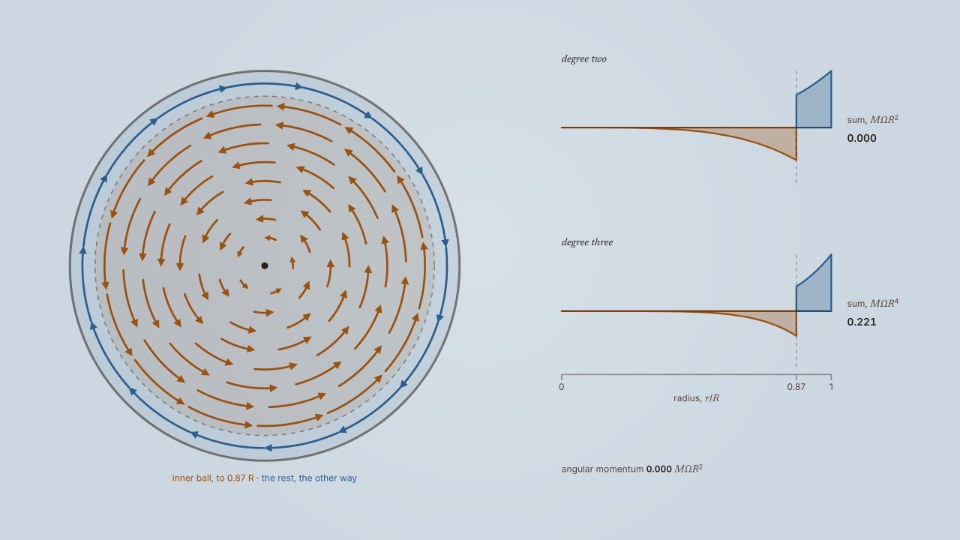 degree two
sum, MΩR²
0.000
degree three
sum, MΩR⁴
0.221
0
0.87
1
radius, r/R
inner ball, to 0.87 R · the rest, the other way
angular momentum 0.000 MΩR²